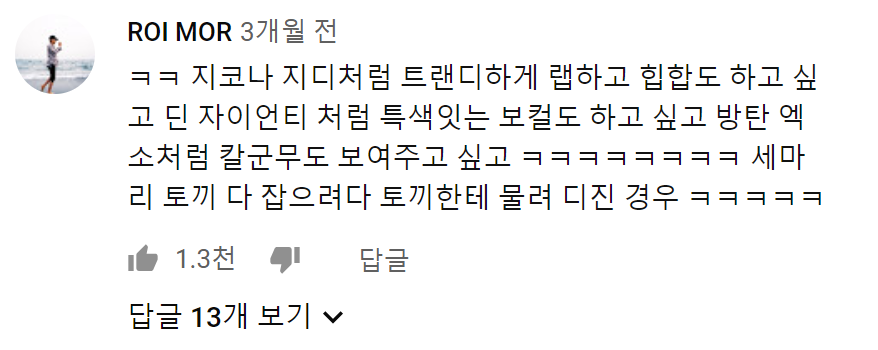 ROI MOR 3개월 전
ㅋㅋ 지코나 지디처럼 트랜디하게 랩하고 힙합도 하고 싶
고 딘 자이언티 처럼 특색잇는 보컬도 하고 싶고 방탄 엑
소처럼 칼군무도 보여주고 싶고 ㅋㅋㅋㅋㅋㅋㅋㅋ 세마
리 토끼 다 잡으려다 토끼한테 물려 디진 경우 ㅋㅋㅋㅋㅋ
1.3천 답글
답글 13개 보기